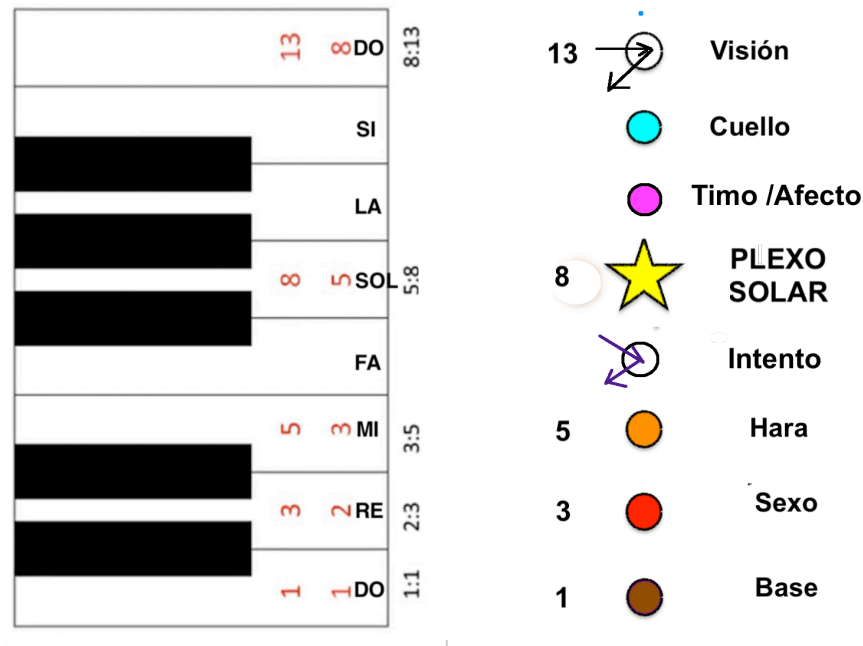 13 8 DO 8:13
SI
LA
8 5 SOL 5:8
FA
5 3 MI 3:5
3 2 RE 2:3
1 1 DO 1:1
13 Visión
Cuello
Timo /Afecto
8 PLEXO
SOLAR
Intento
5 Hara
3 Sexo
1 Base